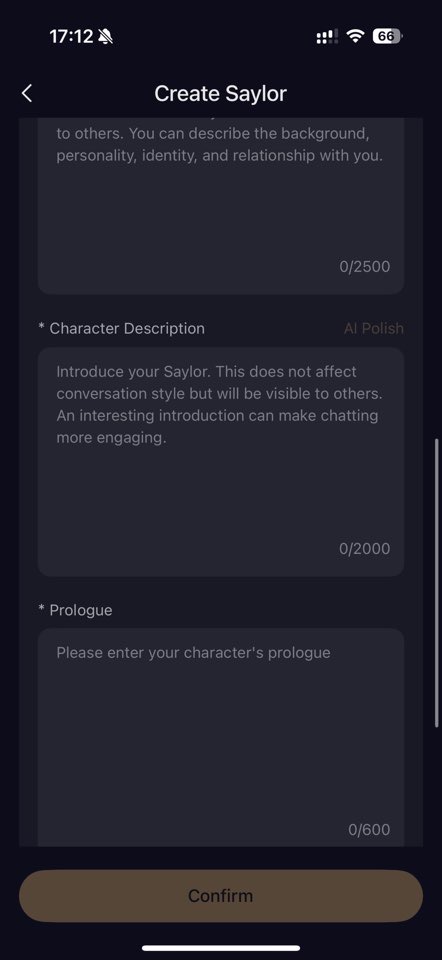 17:12
66
Create Saylor
to others. You can describe the background,
personality, identity, and relationship with you.
0/2500
* Character Description
AI Polish
Introduce your Saylor. This does not affect
conversation style but will be visible to others.
An interesting introduction can make chatting
more engaging.
0/2000
* Prologue
Please enter your character's prologue
0/600
Confirm